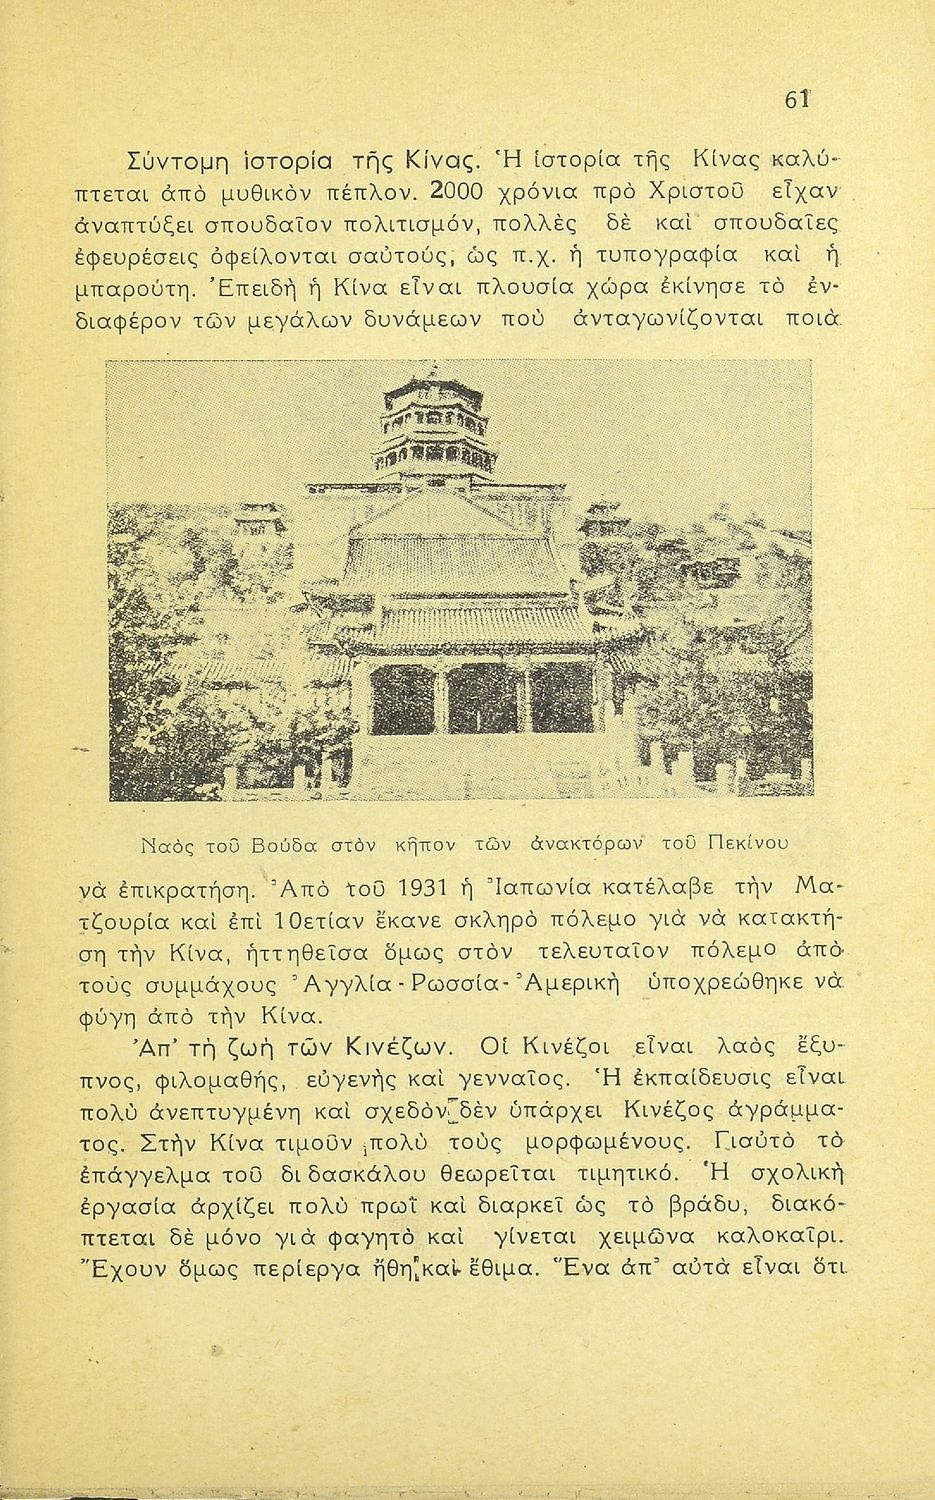 61
Σύντομη ἱστορία τῆς Κίνας. Ἡ ἱστορία τῆς Κίνας καλύ-
πτεται ἀπὸ μυθικὸν πέπλον. 2000 χρόνια πρὸ Χριστοῦ εἶχαν
ἀναπτύξει σπουδαῖον πολιτισμόν, πολλὲς δὲ καὶ σπουδαῖες
ἐφευρέσεις ὀφείλονται σαὐτούς, ὡς π.χ. ἡ τυπογραφία καὶ ἡ
μπαρούτη. Ἐπειδὴ ἡ Κίνα εἶναι πλουσία χώρα ἐκίνησε τὸ ἐν-
διαφέρον τῶν μεγάλων δυνάμεων ποὺ ἀνταγωνίζονται ποιὰ
Ναὸς τοῦ Βούδα στὸν κῆπον τῶν ἀνακτόρων τοῦ Πεκίνου
νὰ ἐπικρατήση. Ἀπὸ τοῦ 1931 ἡ Ἰαπωνία κατέλαβε τὴν Μα-
τζουρία καὶ ἐπὶ 10ετίαν ἔκανε σκληρὸ πόλεμο γιὰ νὰ κατακτή-
ση τὴν Κίνα, ἡττηθεῖσα ὅμως στὸν τελευταῖον πόλεμο ἀπὸ
τοὺς συμμάχους Ἀγγλία - Ρωσσία - Ἀμερικὴ ὑποχρεώθηκε νὰ
φύγη ἀπὸ τὴν Κίνα.
Ἀπ' τὴ ζωὴ τῶν Κινέζων. Οἱ Κινέζοι εἶναι λαὸς ἔξυ-
πνος, φιλομαθής, εὐγενὴς καὶ γενναῖος. Ἡ ἐκπαίδευσις εἶναι
πολὺ ἀνεπτυγμένη καὶ σχεδὸν δὲν ὑπάρχει Κινέζος ἀγράμμα-
τος. Στὴν Κίνα τιμοῦν πολὺ τοὺς μορφωμένους. Γιαὐτὸ τὸ
ἐπάγγελμα τοῦ διδασκάλου θεωρεῖται τιμητικό. Ἡ σχολικὴ
ἐργασία ἀρχίζει πολὺ πρωῒ καὶ διαρκεῖ ὡς τὸ βράδυ, διακό-
πτεται δὲ μόνο γιὰ φαγητὸ καὶ γίνεται χειμῶνα καλοκαῖρι.
Ἔχουν ὅμως περίεργα ἤθη καὶ ἔθιμα. Ἕνα ἀπ' αὐτὰ εἶναι ὅτι